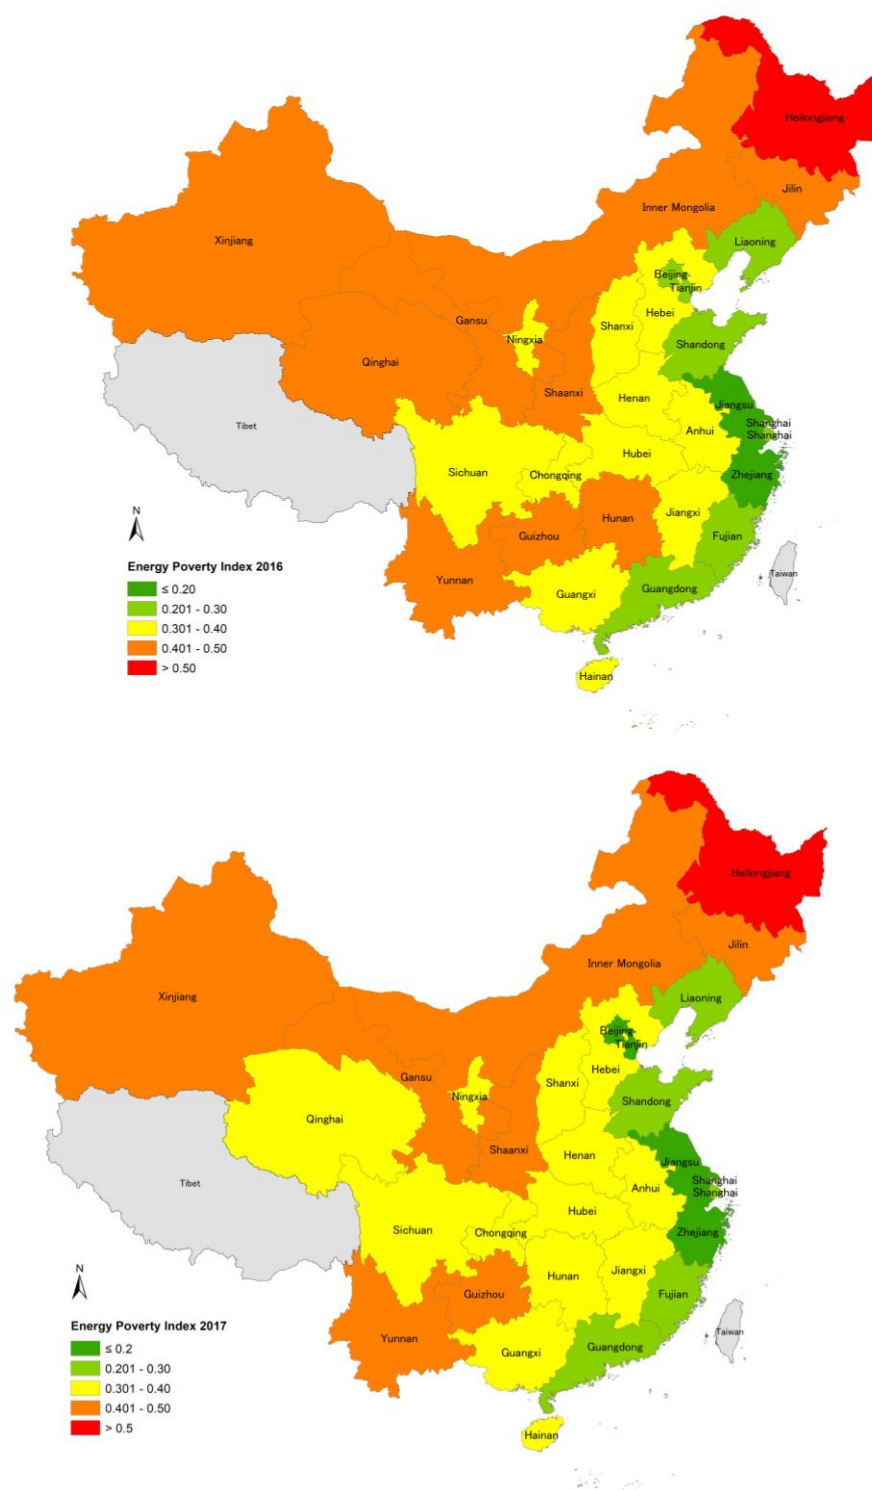 Heilongjiang
Jilin
Inner Mongolia
Liaoning
Xinjiang
Beijing
Tianjin
Hebei
Gansu
Shanxi
Ningxia
Shandong
Qinghai
Shaanxi
Henan
Jiangsu
Shanghai
Shanghai
Anhui
Tibet
Hubei
Sichuan
Chongqing
Zhejiang
Jiangxi
Hunan
Guizhou
Fujian
N
Yunnan
Guangxi
Guangdong
Taiwan
Hainan
Energy Poverty Index 2016
≤ 0.20
0.201 - 0.30
0.301 - 0.40
0.401 - 0.50
> 0.50
Heilongjiang
Jilin
Inner Mongolia
Liaoning
Xinjiang
Beijing
Tianjin
Hebei
Gansu
Shanxi
Ningxia
Shandong
Qinghai
Shaanxi
Henan
Jiangsu
Shanghai
Shanghai
Anhui
Tibet
Hubei
Sichuan
Chongqing
Zhejiang
Jiangxi
Hunan
Guizhou
Fujian
N
Yunnan
Guangxi
Guangdong
Taiwan
Hainan
Energy Poverty Index 2017
≤ 0.2
0.201 - 0.30
0.301 - 0.40
0.401 - 0.50
> 0.5